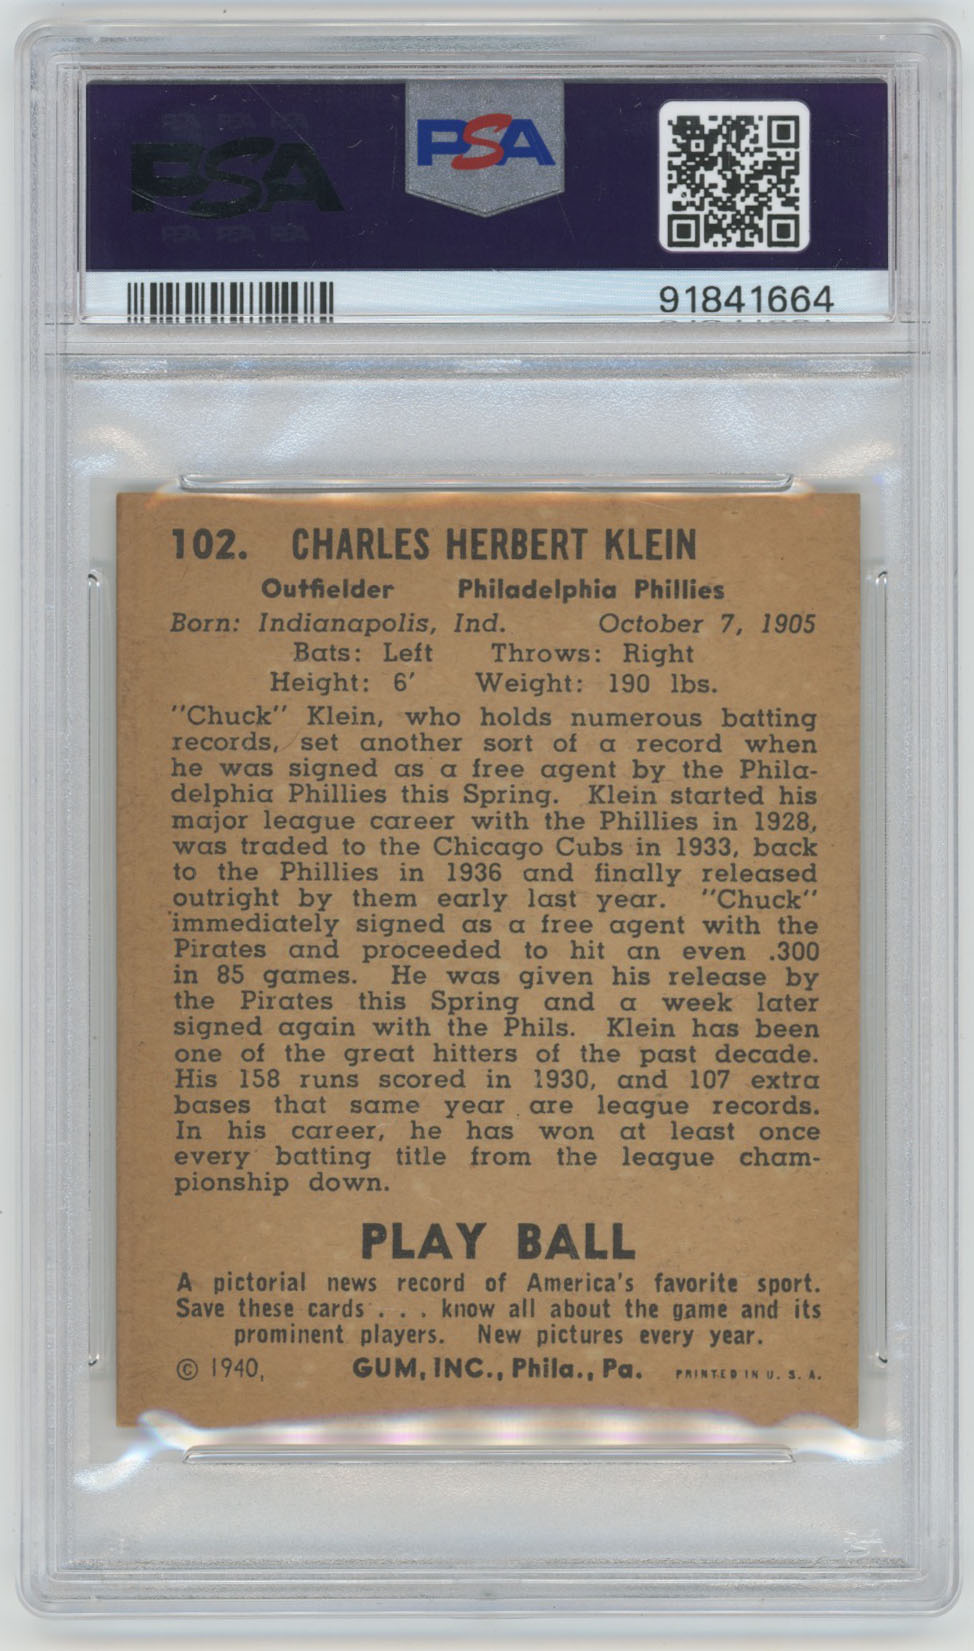 PSA
PSA PSA PSA
PSA
PSA PSA PSA
91841664
102. CHARLES HERBERT KLEIN
Outfielder Philadelphia Phillies
Born: Indianapolis, Ind. October 7, 1905
Bats: Left Throws: Right
Height: 6' Weight: 190 lbs.
"Chuck" Klein, who holds numerous batting
records, set another sort of a record when
he was signed as a free agent by the Phila-
delphia Phillies this Spring. Klein started his
major league career with the Phillies in 1928,
was traded to the Chicago Cubs in 1933, back
to the Phillies in 1936 and finally released
outright by them early last year. "Chuck"
immediately signed as a free agent with the
Pirates and proceeded to hit an even .300
in 85 games. He was given his release by
the Pirates this Spring and a week later
signed again with the Phils. Klein has been
one of the great hitters of the past decade.
His 158 runs scored in 1930, and 107 extra
bases that same year are league records.
In his career, he has won at least once
every batting title from the league cham-
pionship down.
PLAY BALL
A pictorial news record of America's favorite sport.
Save these cards . . . know all about the game and its
prominent players. New pictures every year.
© 1940, GUM, INC., Phila., Pa. PRINTED IN U. S. A.